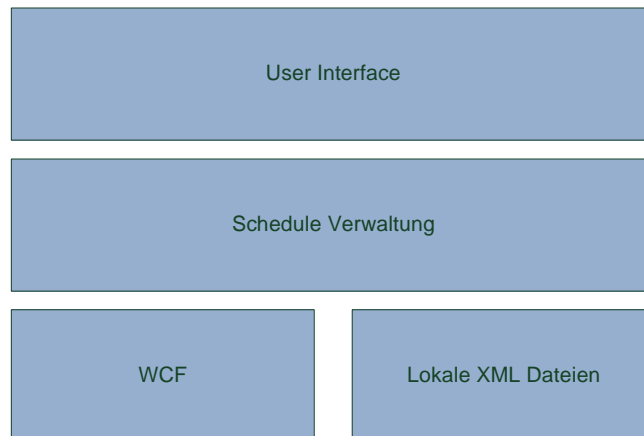 User Interface
Schedule Verwaltung
WCF
Lokale XML Dateien